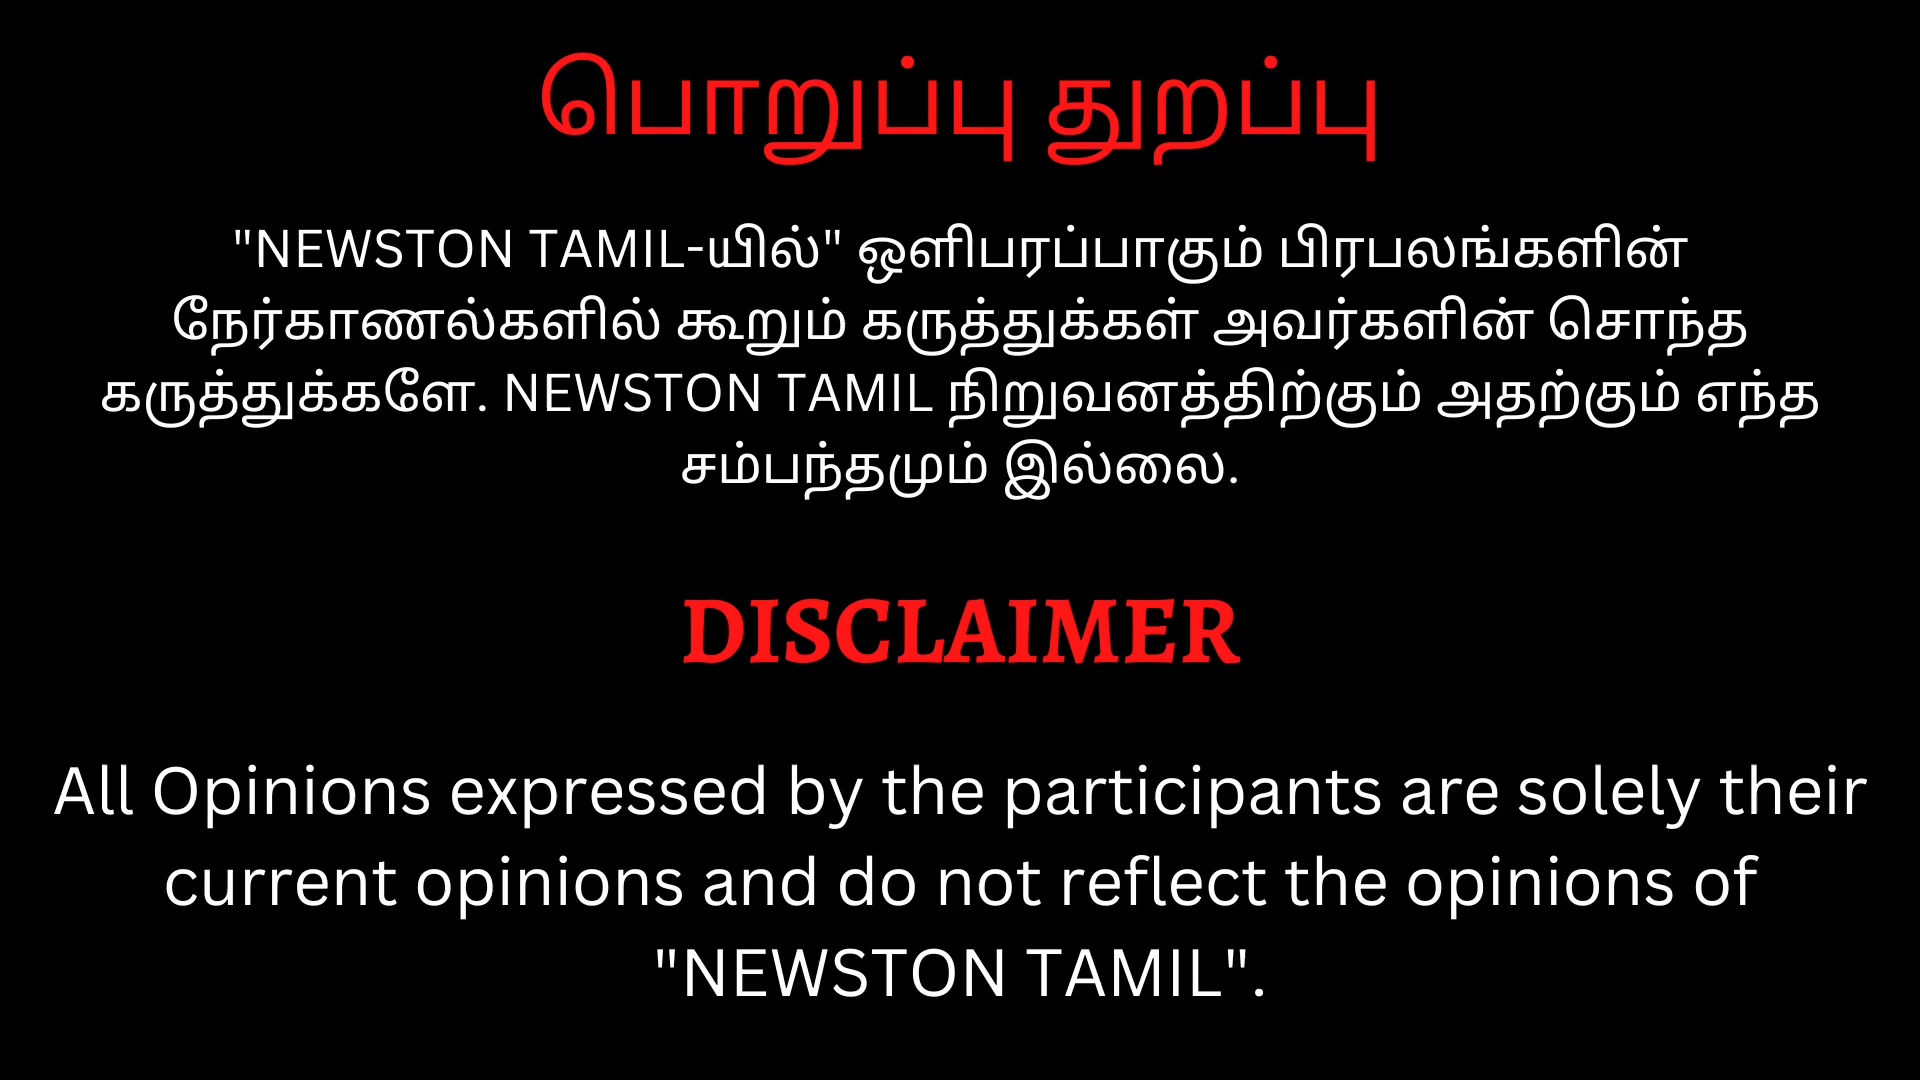 பொறுப்பு துறப்பு
"NEWSTON TAMIL-யில்" ஒளிபரப்பாகும் பிரபலங்களின்
நேர்காணல்களில் கூறும் கருத்துக்கள் அவர்களின் சொந்த
கருத்துக்களே. NEWSTON TAMIL நிறுவனத்திற்கும் அதற்கும் எந்த
சம்பந்தமும் இல்லை.
DISCLAIMER
All Opinions expressed by the participants are solely their
current opinions and do not reflect the opinions of
"NEWSTON TAMIL".